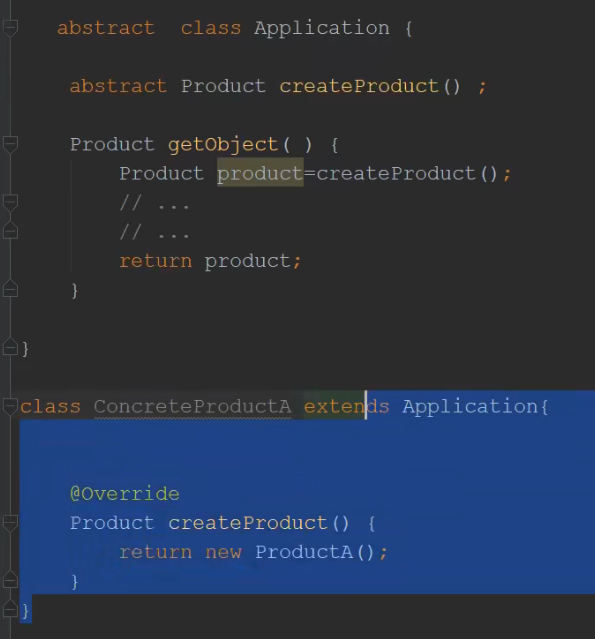 abstract  class Application {
abstract Product createProduct() ;
Product getObject( ) {
Product product=createProduct();
// ...
// ...
return product;
}
}
class ConcreteProductA extends Application{
@Override
Product createProduct() {
return new ProductA();
}
}